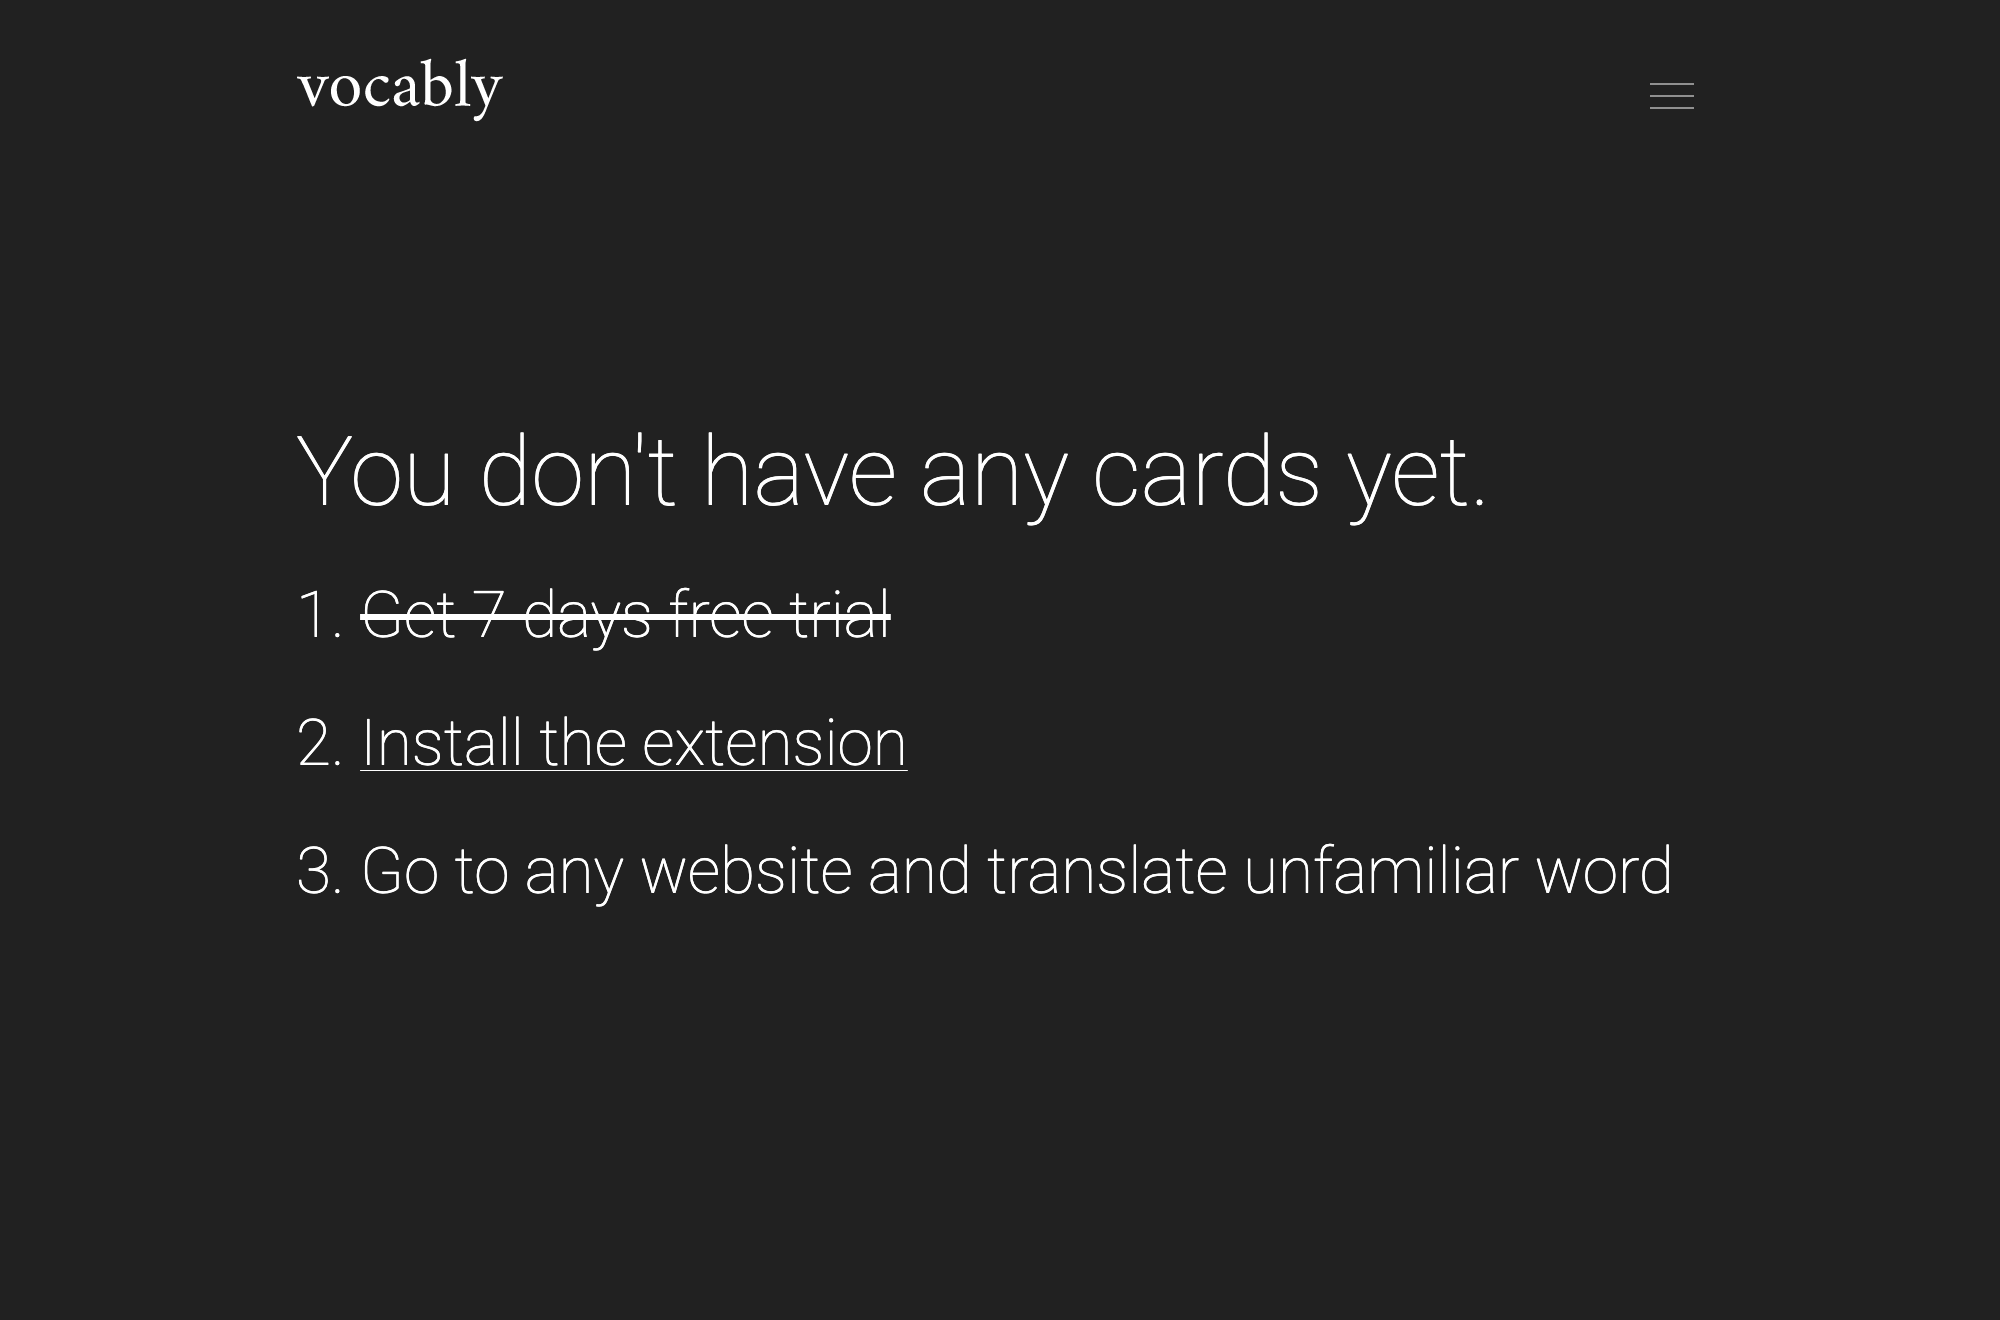 vocably
You don't have any cards yet.
1. Get 7 days free trial
2. Install the extension
3. Go to any website and translate unfamiliar word